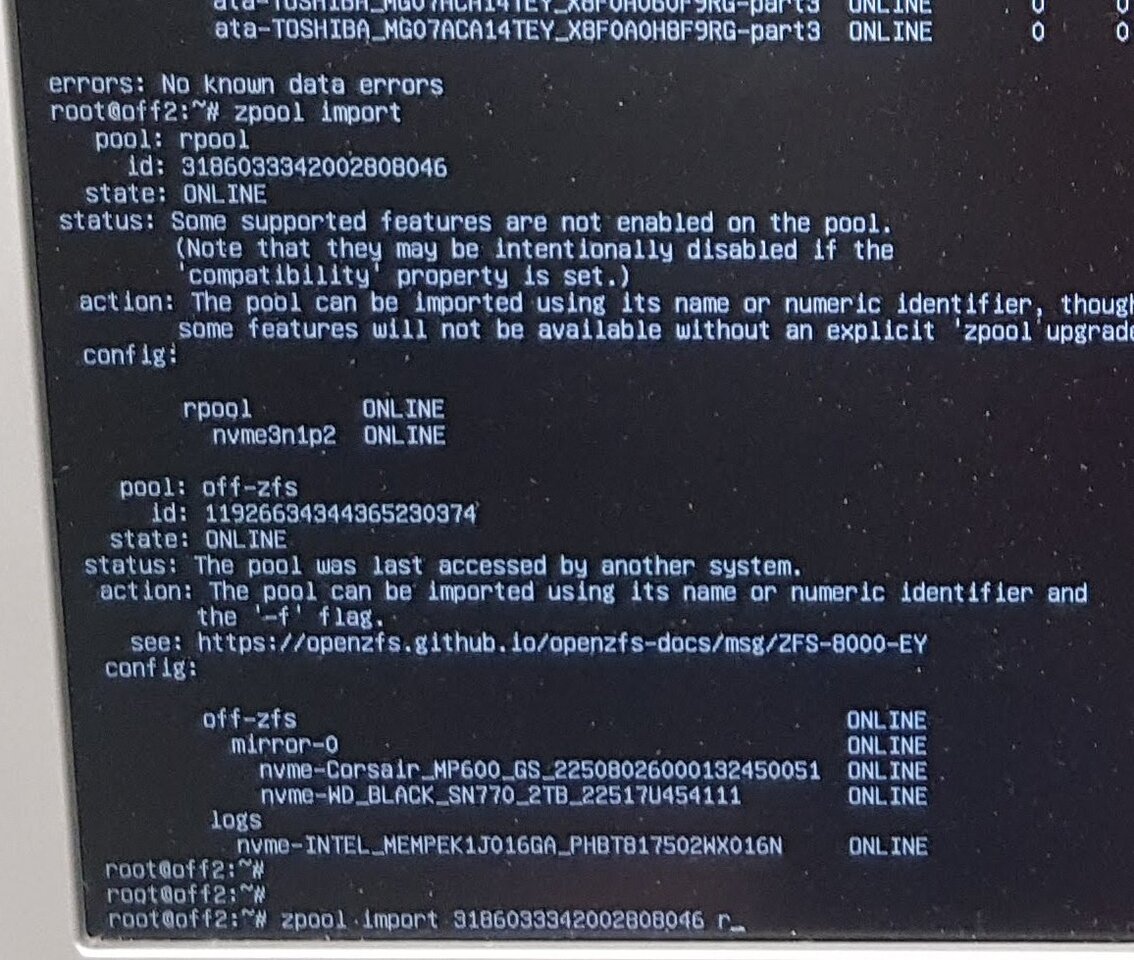 ata-TOSHIBA_MG07ACA14TEY_X8F0A060F9RG-part3 ONLINE 0 0
ata-TOSHIBA_MG07ACA14TEY_X8F0A0H8F9RG-part3 ONLINE 0 0
errors: No known data errors
root@off2:~# zpool import
pool: rpool
id: 3186033342002808046
state: ONLINE
status: Some supported features are not enabled on the pool.
(Note that they may be intentionally disabled if the
'compatibility' property is set.)
action: The pool can be imported using its name or numeric identifier, though
some features will not be available without an explicit 'zpool upgrade
config:
rpool ONLINE
nvme3n1p2 ONLINE
pool: off-zfs
id: 11926634344365230374
state: ONLINE
status: The pool was last accessed by another system.
action: The pool can be imported using its name or numeric identifier and
the '-f' flag.
see: https://openzfs.github.io/openzfs-docs/msg/ZFS-8000-EY
config:
off-zfs ONLINE
mirror-0 ONLINE
nvme-Corsair_MP600_GS_22508026000132450051 ONLINE
nvme-WD_BLACK_SN770_2TB_22517U454111 ONLINE
logs
nvme-INTEL_MEMPEK1J016GA_PHBT817502WX016N ONLINE
root@off2:~#
root@off2:~#
root@off2:~# zpool import 3186033342002808046 r_